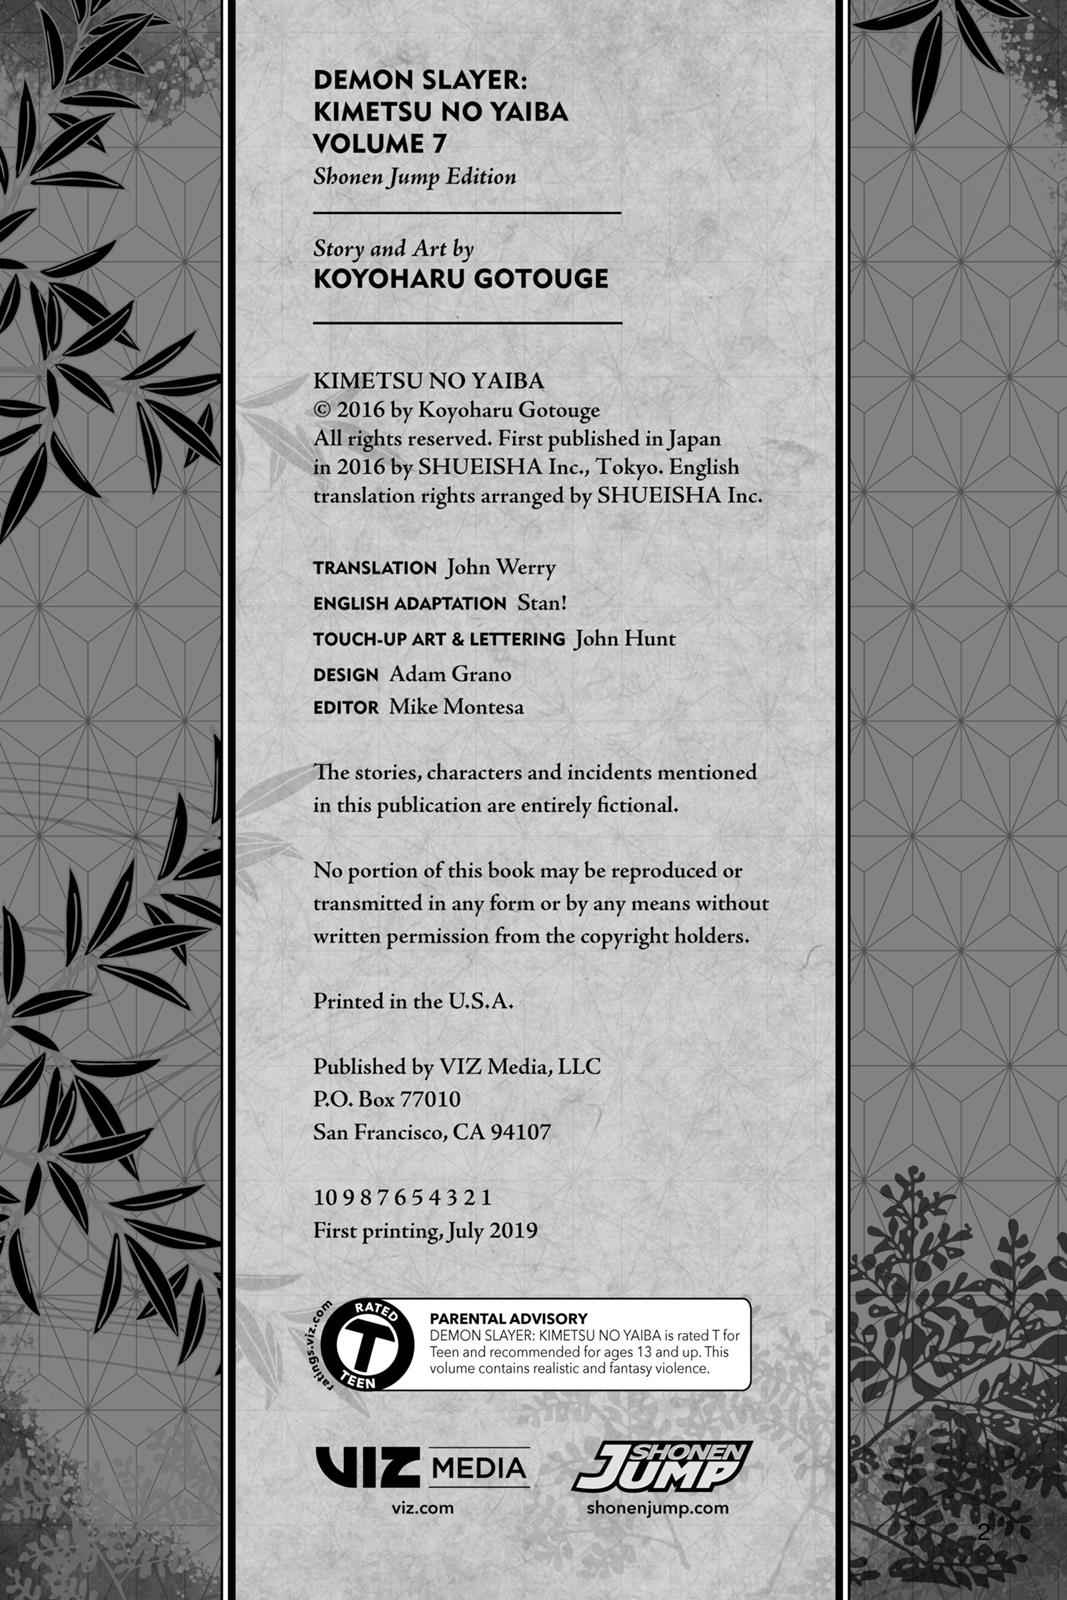 DEMON SLAYER:
KIMETSU NO YAIBA
VOLUME 7
Shonen Jump Edition
Story and Art by
KOYOHARU GOTOUGE
KIMETSU NO YAIBA
© 2016 by Koyoharu Gotouge
All rights reserved. First published in Japan
in 2016 by SHUEISHA Inc., Tokyo. English
translation rights arranged by SHUEISHA Inc.
TRANSLATION John Werry
ENGLISH ADAPTATION Stan!
TOUCH-UP ART & LETTERING John Hunt
DESIGN Adam Grano
EDITOR Mike Montesa
The stories, characters and incidents mentioned
in this publication are entirely fictional.
No portion of this book may be reproduced or
transmitted in any form or by any means without
written permission from the copyright holders.
Printed in the U.S.A.
Published by VIZ Media, LLC
P.O. Box 77010
San Francisco, CA 94107
10 9 8 7 6 5 4 3 2 1
First printing, July 2019
ratings.viz.com
RATED
T
TEEN
PARENTAL ADVISORY
DEMON SLAYER: KIMETSU NO YAIBA is rated T for
Teen and recommended for ages 13 and up. This
volume contains realistic and fantasy violence.
VIZ MEDIA
viz.com
SHONEN
JUMP
shonenjump.com
2